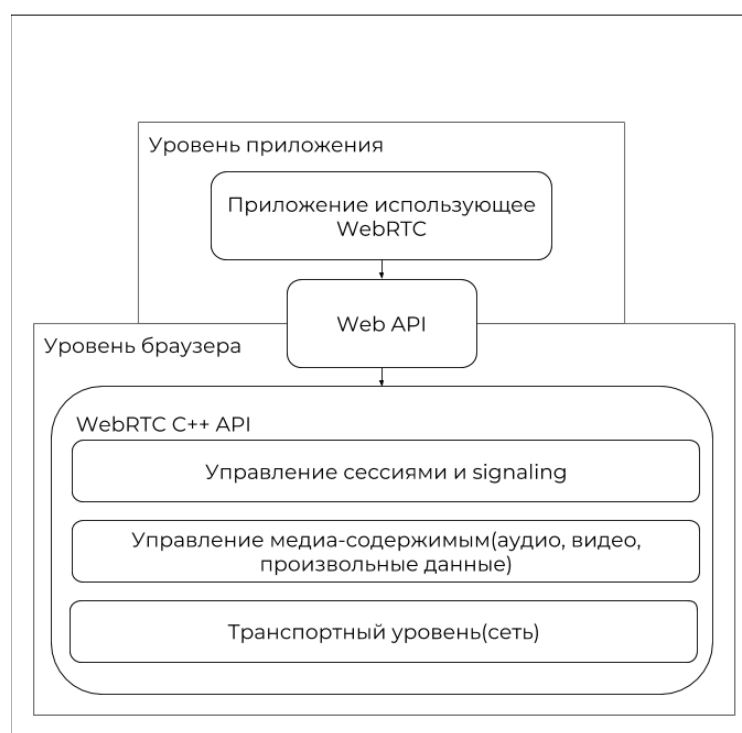 Уровень приложения
Приложение использующее
WebRTC
Web API
Уровень браузера
WebRTC C++ API
Управление сессиями и signaling
Управление медиа-содержимым(аудио, видео,
произвольные данные)
Транспортный уровень(сеть)